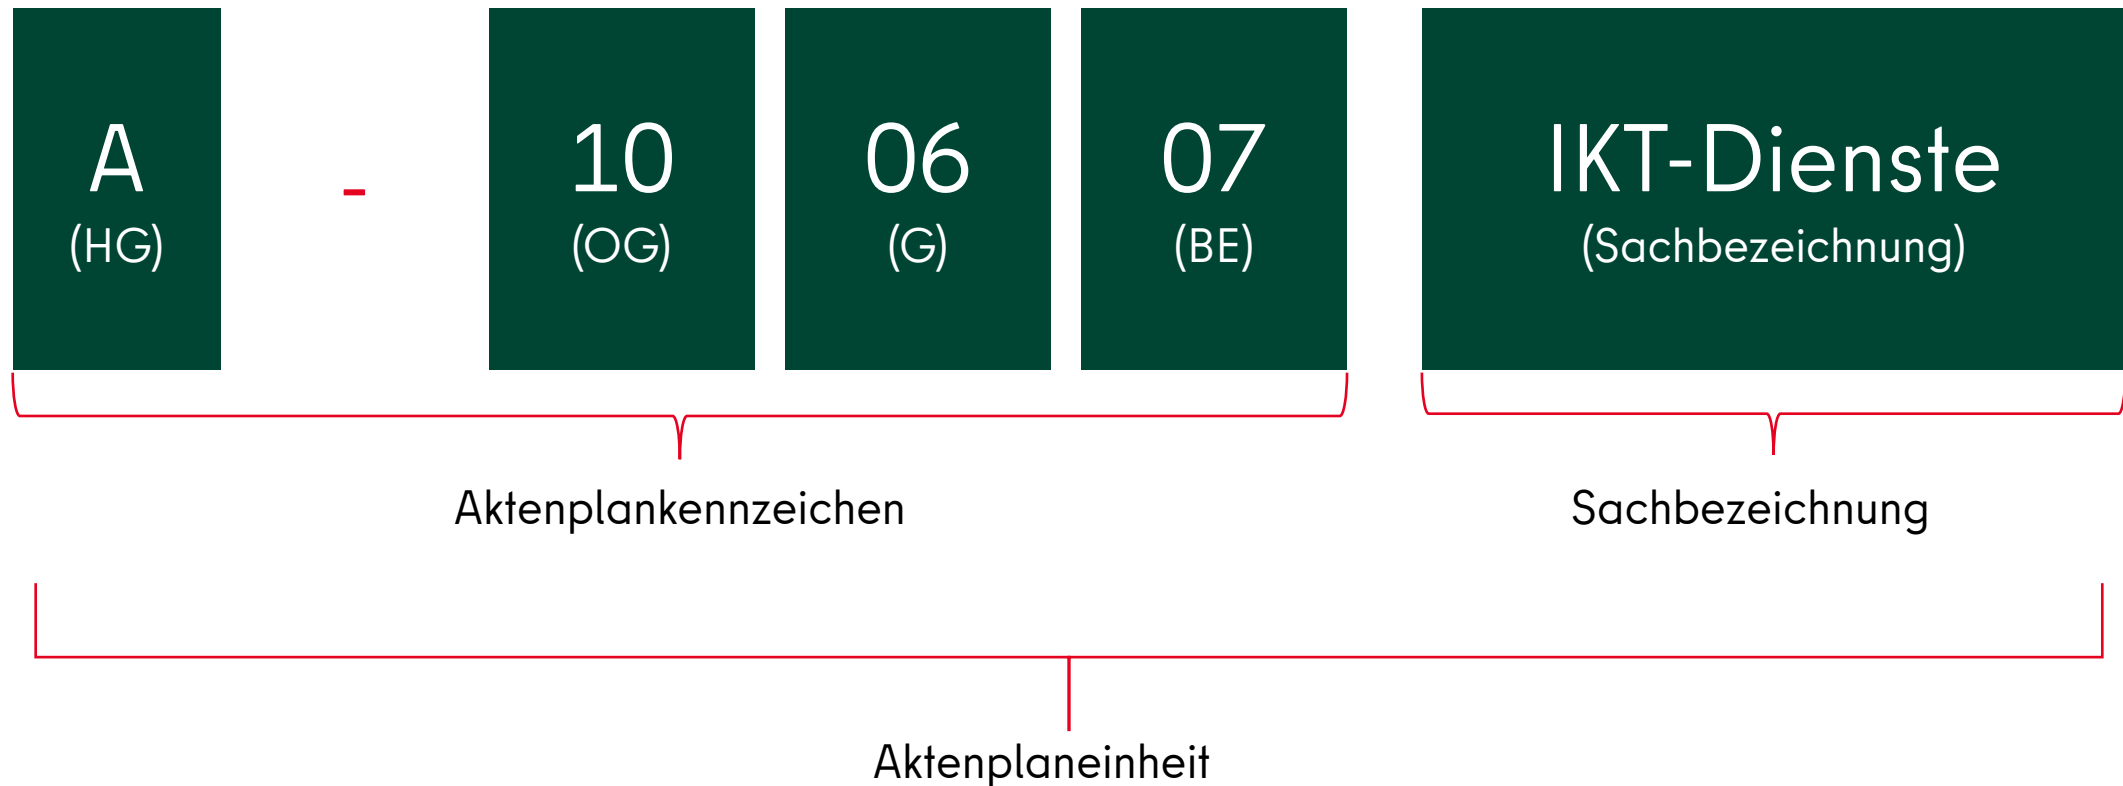 A - 10 06 07 IKT-Dienste
(HG) (OG) (G) (BE) (Sachbezeichnung)
Aktenplankennzeichen Sachbezeichnung
Aktenplaneinheit